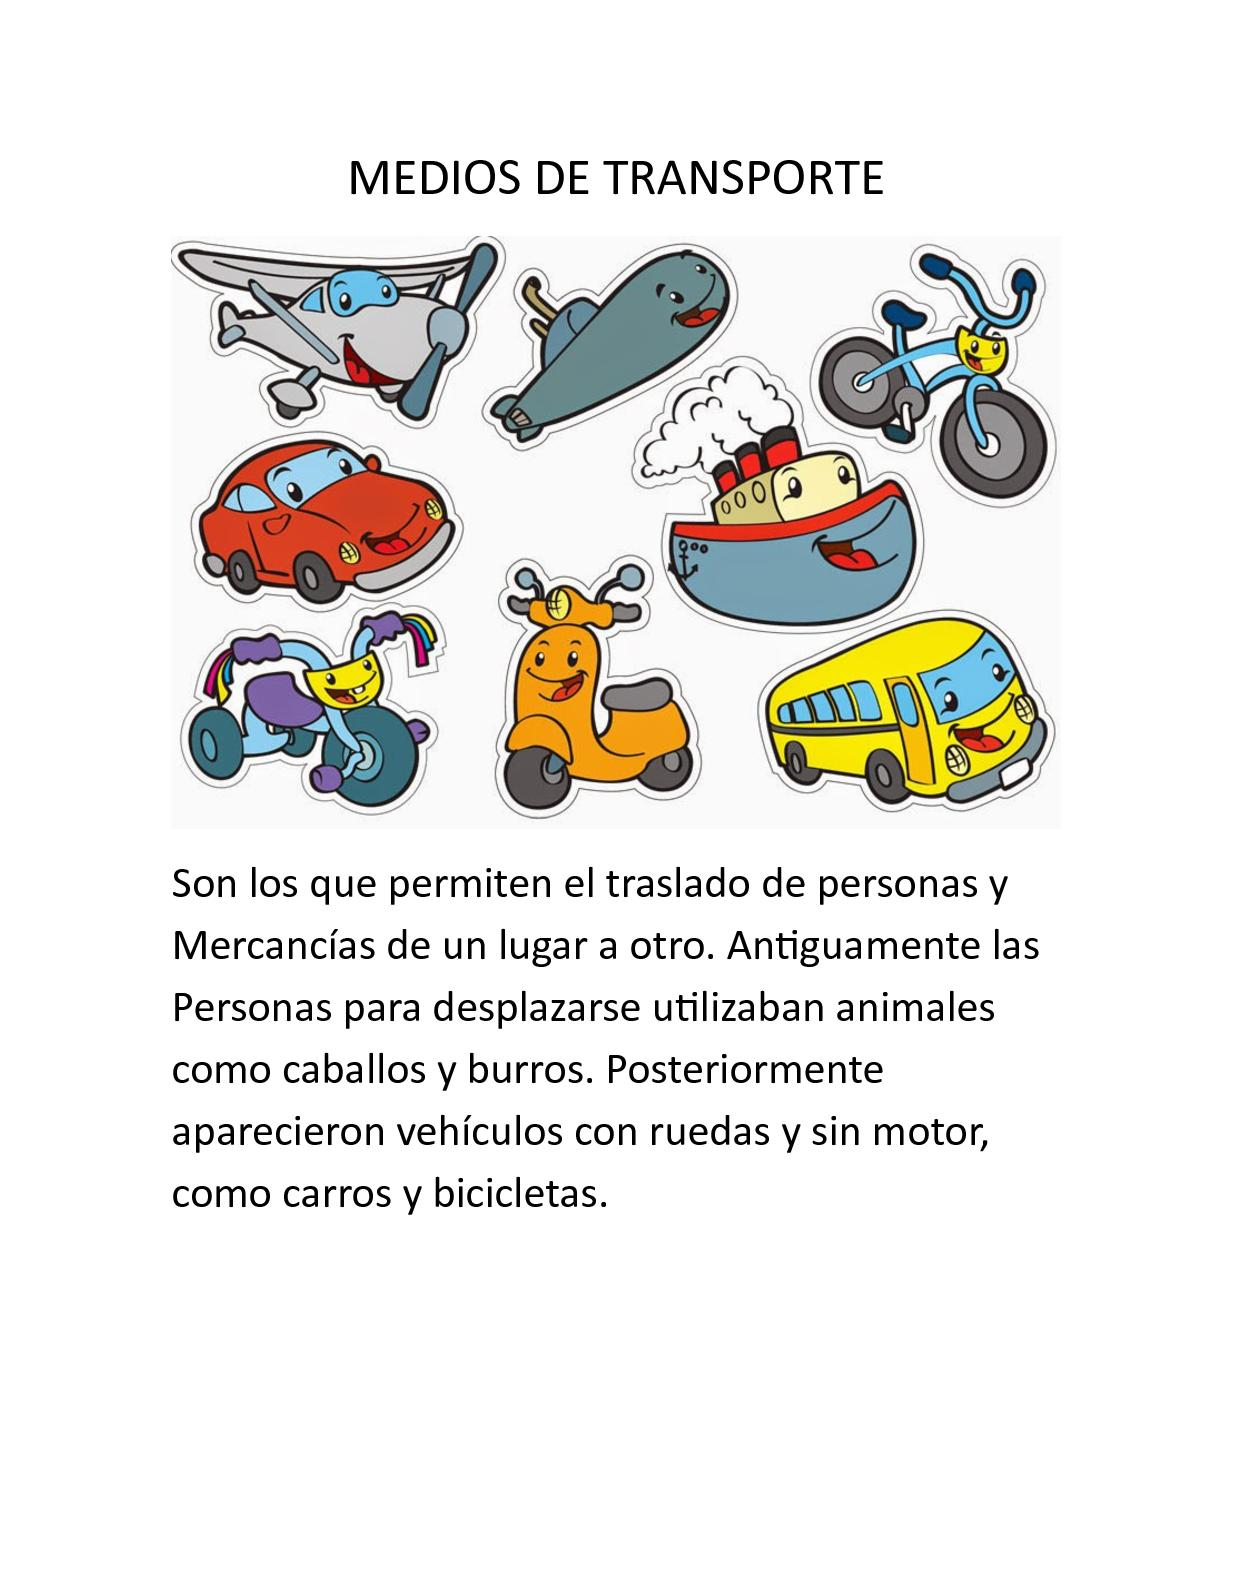 MEDIOS DE TRANSPORTE
Son los que permiten el traslado de personas y
Mercancías de un lugar a otro. Antiguamente las
Personas para desplazarse utilizaban animales
como caballos y burros. Posteriormente
aparecieron vehículos con ruedas y sin motor,
como carros y bicicletas.